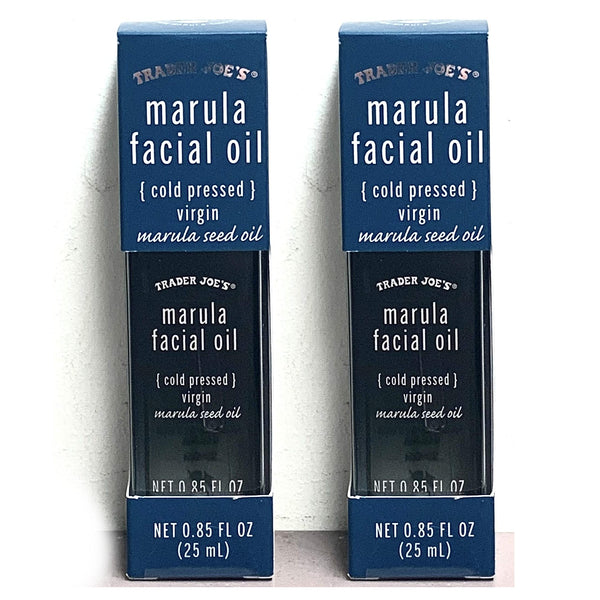 TRADER JOE'S®
marula
facial oil
{ cold pressed }
virgin
marula seed oil
TRADER JOE'S®
marula
facial oil
{ cold pressed }
virgin
marula seed oil
NET 0.85 FL OZ
NET 0.85 FL OZ
(25 mL)
TRADER JOE'S®
marula
facial oil
{ cold pressed }
virgin
marula seed oil
TRADER JOE'S®
marula
facial oil
{ cold pressed }
virgin
marula seed oil
NET 0.85 FL OZ
NET 0.85 FL OZ
(25 mL)